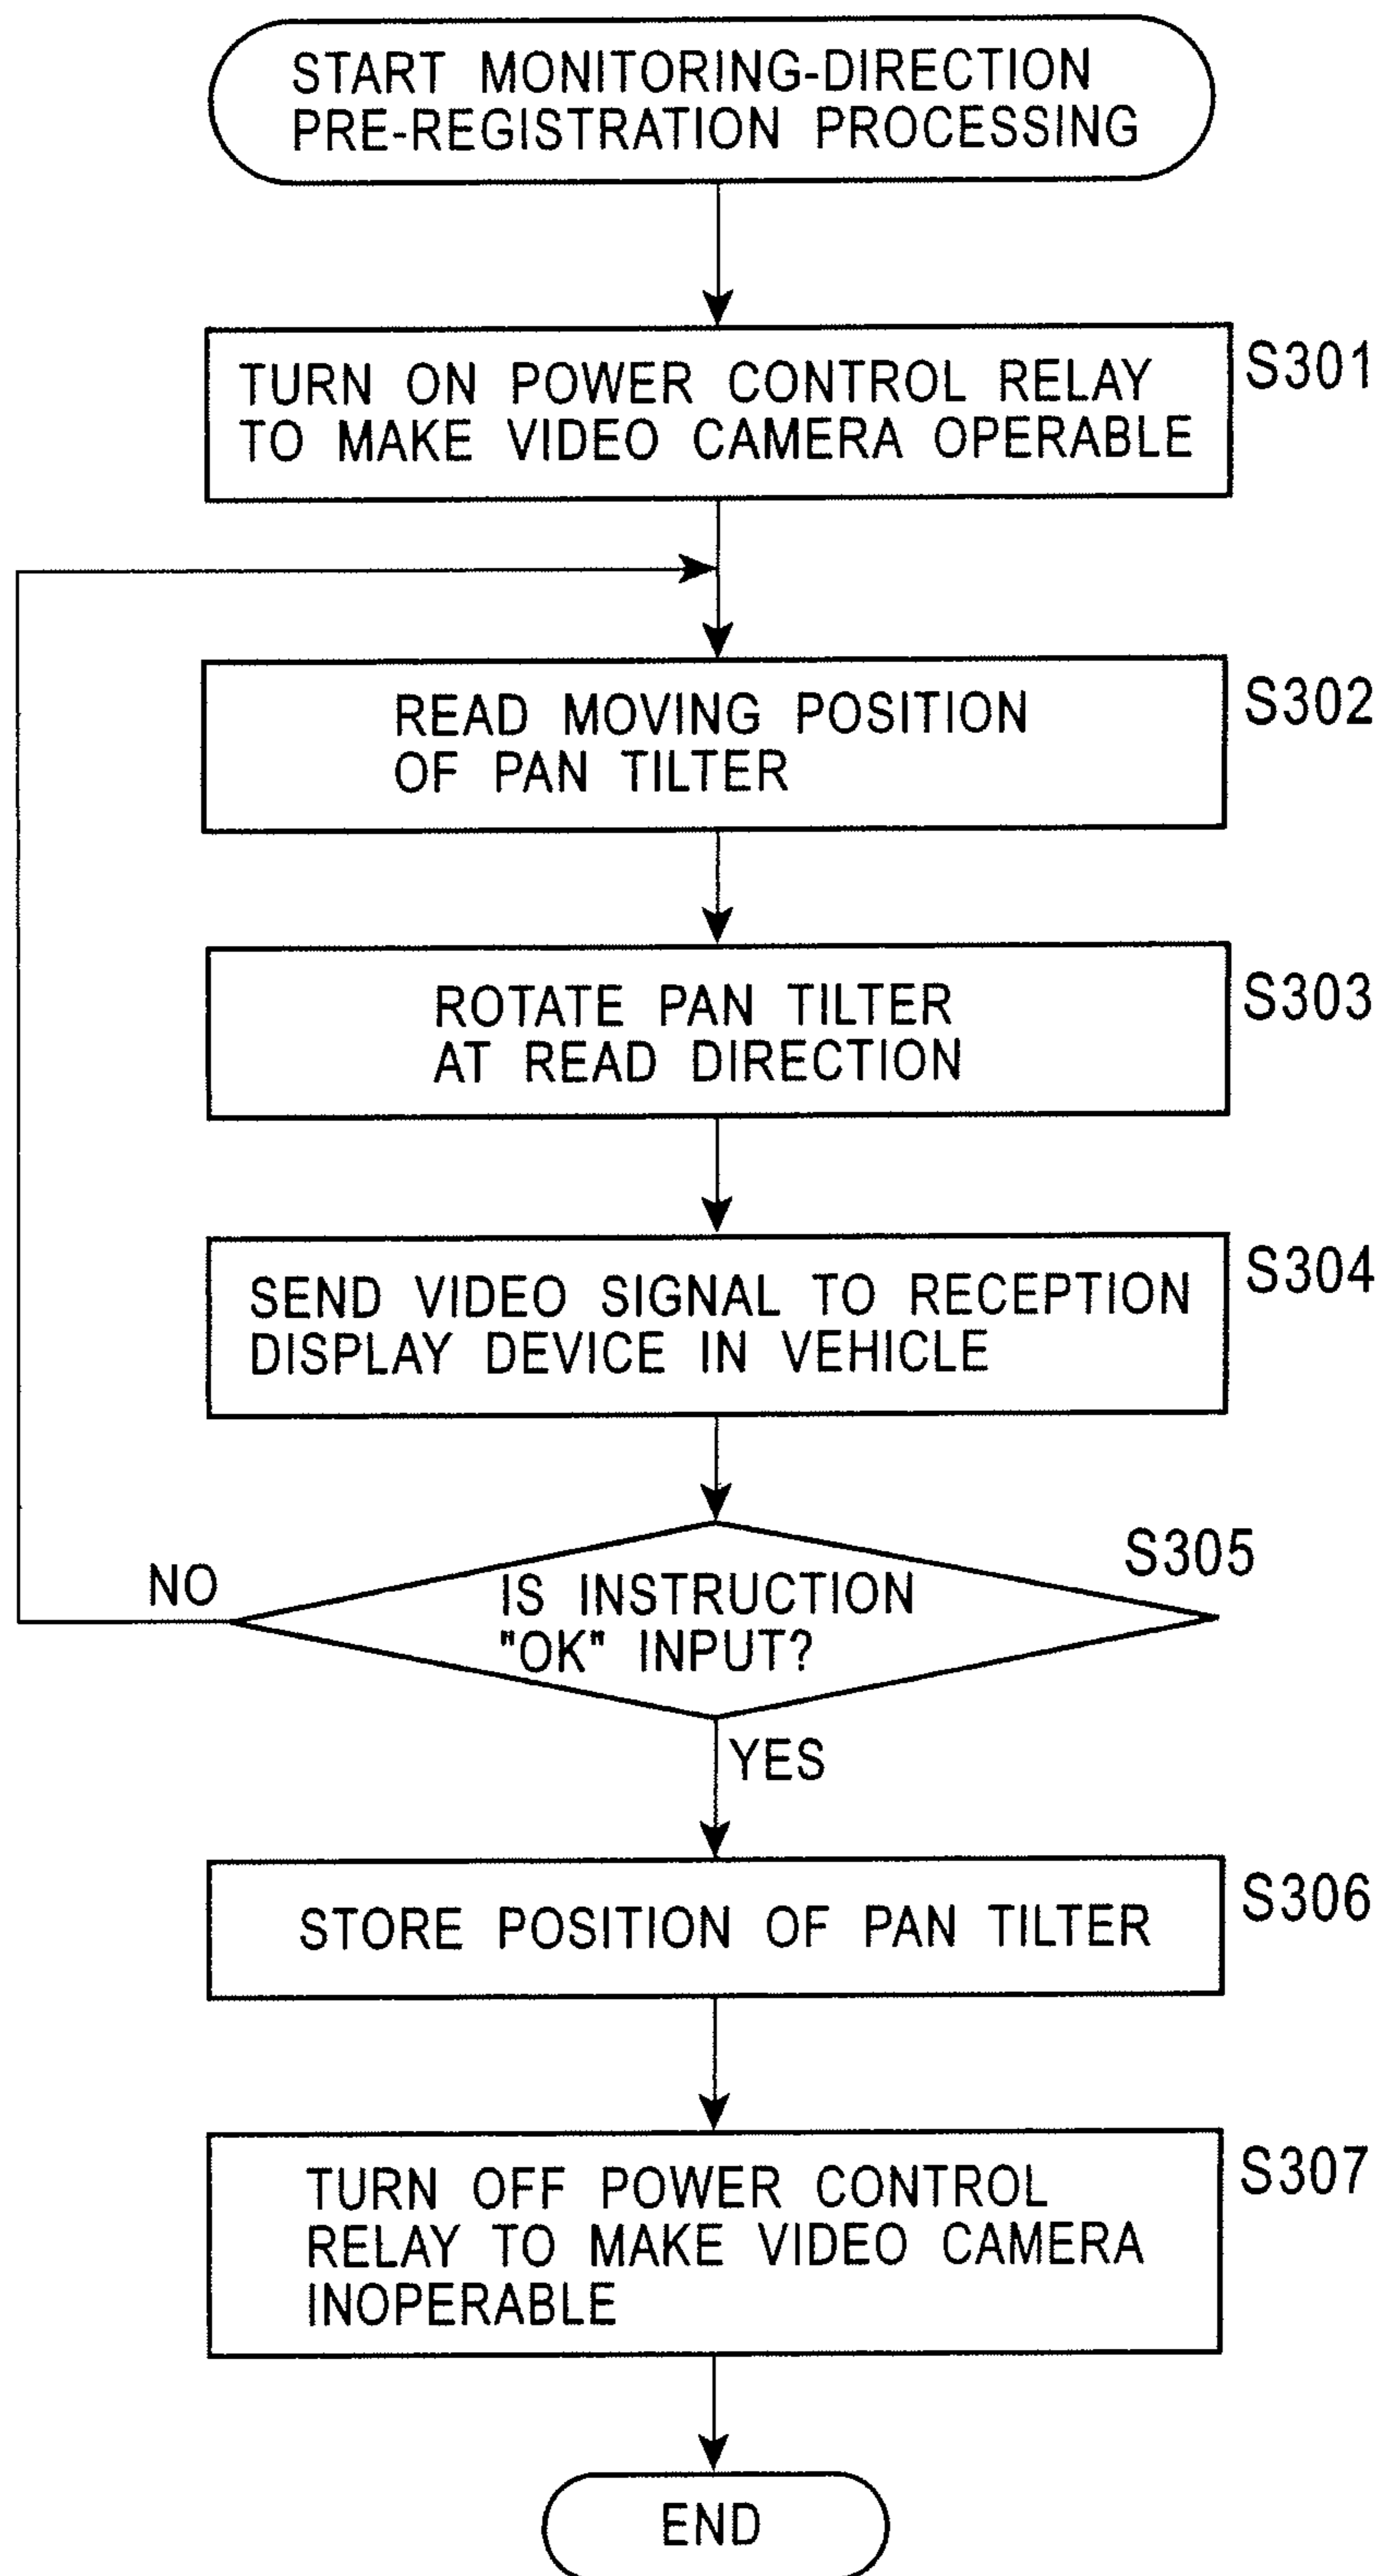 START MONITORING-DIRECTION
PRE-REGISTRATION PROCESSING
TURN ON POWER CONTROL RELAY
TO MAKE VIDEO CAMERA OPERABLE
S301
READ MOVING POSITION
OF PAN TILTER
S302
ROTATE PAN TILTER
AT READ DIRECTION
S303
SEND VIDEO SIGNAL TO RECEPTION
DISPLAY DEVICE IN VEHICLE
S304
NO
IS INSTRUCTION
"OK" INPUT?
S305
YES
STORE POSITION OF PAN TILTER
S306
TURN OFF POWER CONTROL
RELAY TO MAKE VIDEO CAMERA
INOPERABLE
S307
END